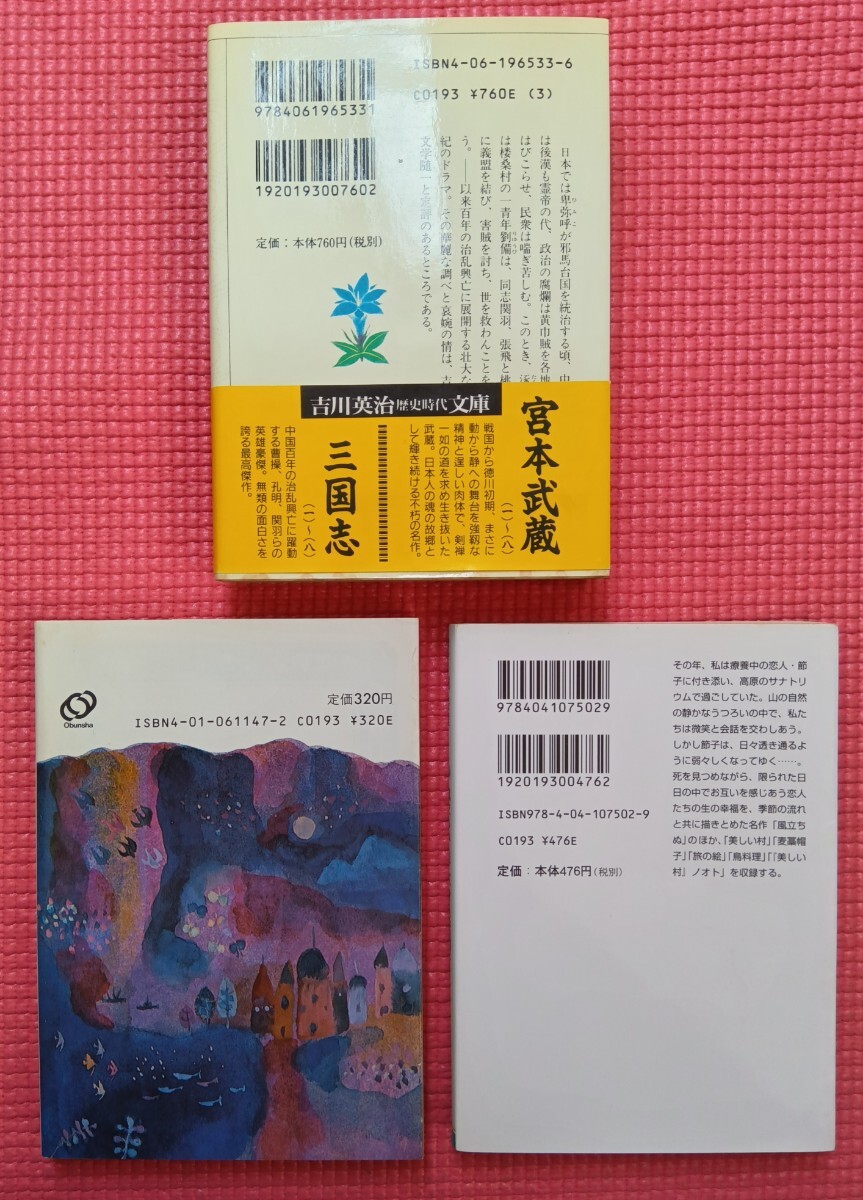 ISBN4-06-196533-6
C0193 ¥760E (3)
9784061965331
1920193007602
定価：本体760円(税別)
日本では卑弥呼が邪馬台国を統治する頃、中
は後漢も霊帝の代、政治の腐爛は黄巾賊を各地
はびこらせ、民衆は喘ぎ苦しむ。このとき、涿
は楼桑村の一青年劉備は、同志関羽、張飛と桃
に義盟を結び、害賊を討ち、世を救わんことを
う。――以来百年の治乱興亡に展開する壮大な
紀のドラマ。その華麗な調べと哀婉の情は、吉
文学随一と定評のあるところである。
吉川英治歴史時代文庫
宮本武蔵
(一)〜(八)
戦国から徳川初期、まさに
動から静への舞台を強靭な
精神と逞しい肉体で、剣禅
一如の道を求め生き抜いた
武蔵。日本人の魂の故郷と
して輝き続ける不朽の名作。
三国志
(一)〜(八)
中国百年の治乱興亡に躍動
する曹操、孔明、関羽らの
英雄豪傑。無類の面白さを
誇る最高傑作。
Obunsha
定価320円
ISBN4-01-061147-2 C0193 ¥320E
9784041075029
1920193004762
ISBN978-4-04-107502-9
C0193 ¥476E
定価：本体476円(税別)
その年、私は療養中の恋人・節
子に付き添い、高原のサナトリ
ウムで過ごしていた。山の自然
の静かなうつろいの中で、私た
ちは微笑と会話を交わしあう。
しかし節子は、日々透き通るよ
うに弱々しくなってゆく……。
死を見つめながら、限られた日
日の中でお互いを感じあう恋人
たちの生の幸福を、季節の流れ
と共に描きとめた名作「風立ち
ぬ」のほか、「美しい村」「麦藁帽
子」「旅の絵」「鳥料理」「「美しい
村」ノオト」を収録する。